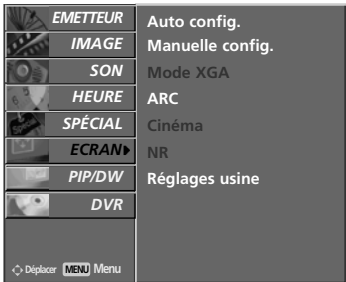 EMETTEUR
IMAGE
SON
HEURE
SPÉCIAL
ECRAN
PIP/DW
DVR
Déplacer MENU Menu
Auto config.
Manuelle config.
Mode XGA
ARC
Cinéma
NR
Réglages usine